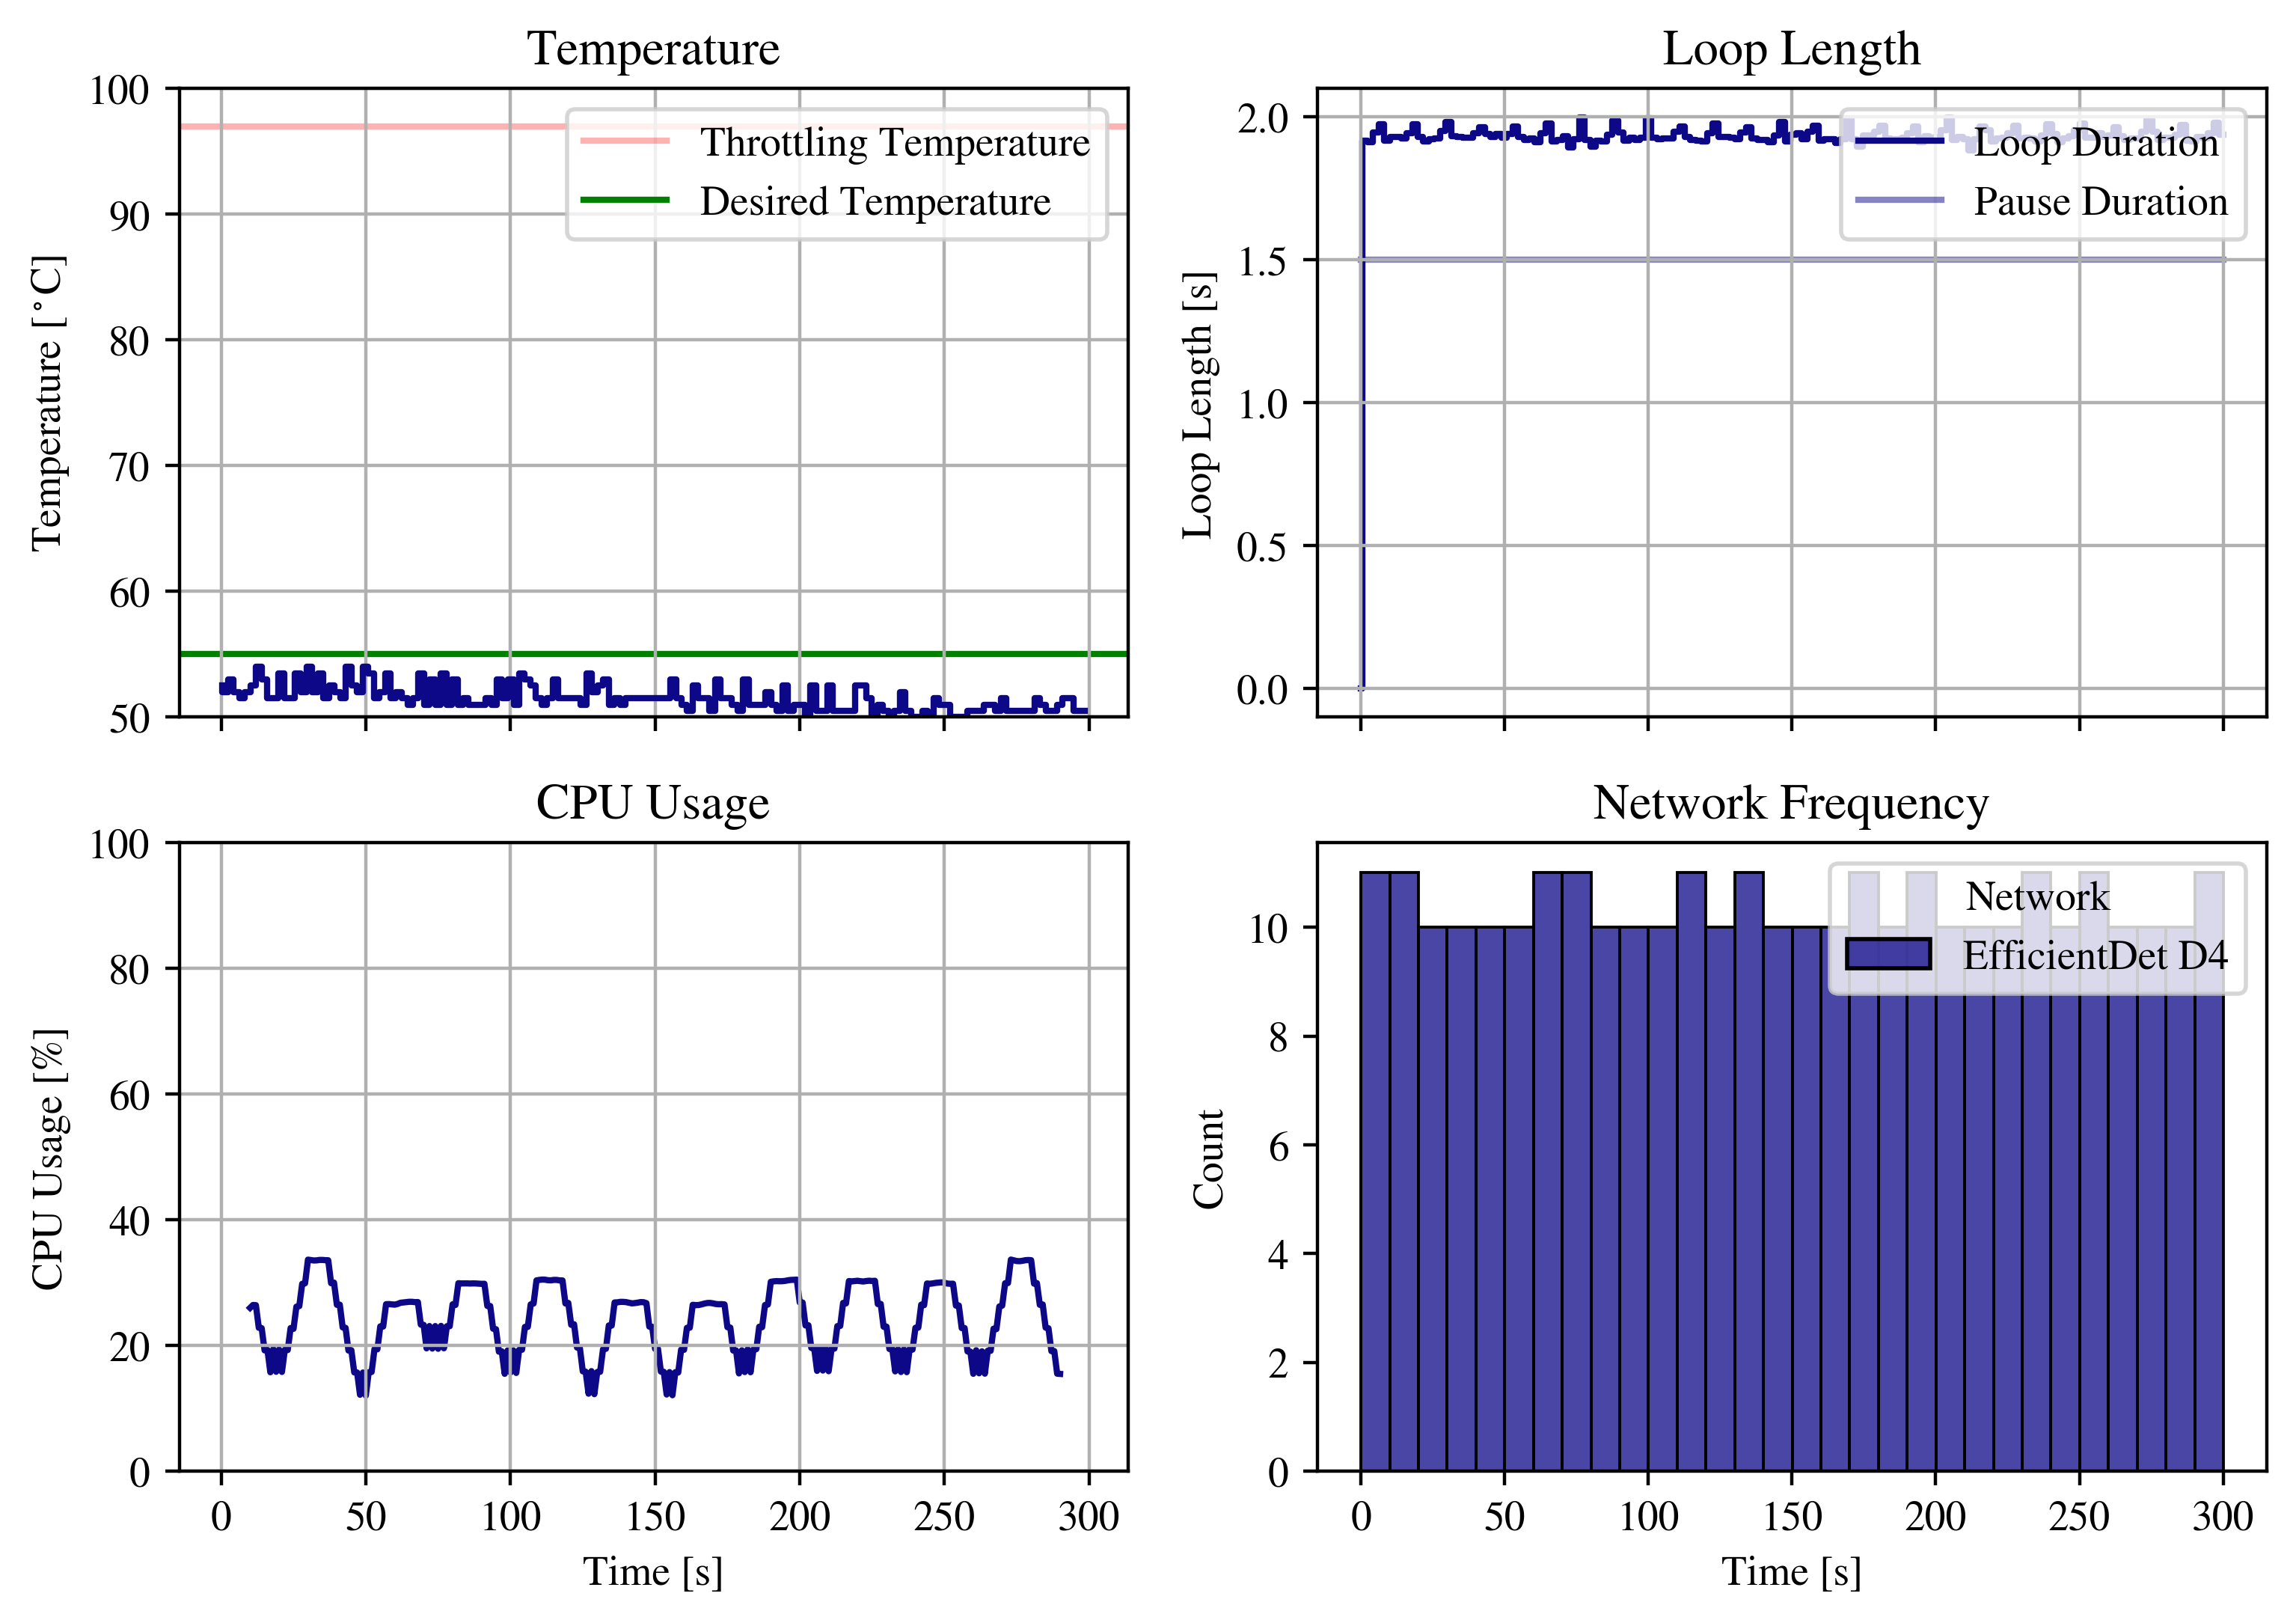 Temperature
100
90
80
70
60
50
Temperature [°C]
Throttling Temperature
Desired Temperature
Loop Length
2.0
1.5
1.0
0.5
0.0
Loop Length [s]
Loop Duration
Pause Duration
CPU Usage
100
80
60
40
20
0
CPU Usage [%]
0 50 100 150 200 250 300
Time [s]
Network Frequency
10
8
6
4
2
0
Count
Network
EfficientDet D4
0 50 100 150 200 250 300
Time [s]